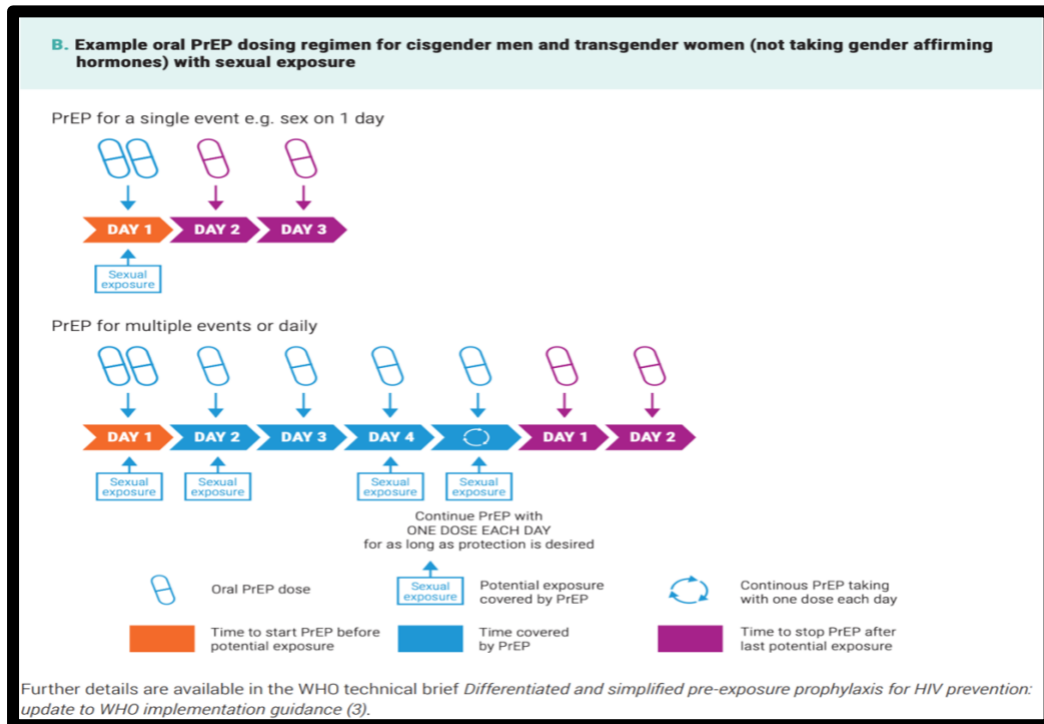 B. Example oral PrEP dosing regimen for cisgender men and transgender women (not taking gender affirming
hormones) with sexual exposure
PrEP for a single event e.g. sex on 1 day
DAY 1 DAY 2 DAY 3
Sexual
exposure
PrEP for multiple events or daily
DAY 1 DAY 2 DAY 3 DAY 4 DAY 1 DAY 2
Sexual Sexual Sexual Sexual
exposure exposure exposure exposure
Continue PrEP with
ONE DOSE EACH DAY
for as long as protection is desired
Oral PrEP dose
Sexual
exposure
Potential exposure
covered by PrEP
Continous PrEP taking
with one dose each day
Time to start PrEP before
potential exposure
Time covered
by PrEP
Time to stop PrEP after
last potential exposure
Further details are available in the WHO technical brief Differentiated and simplified pre-exposure prophylaxis for HIV prevention:
update to WHO implementation guidance (3).